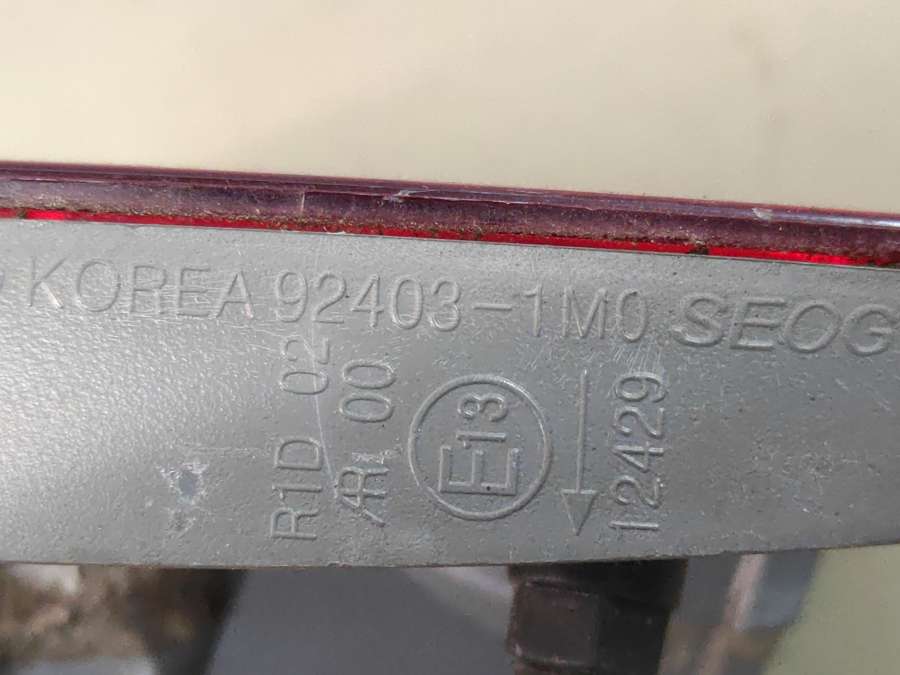 KOREA 92403-1M0 SEOG
R1D 02
AR 00
E13
12429